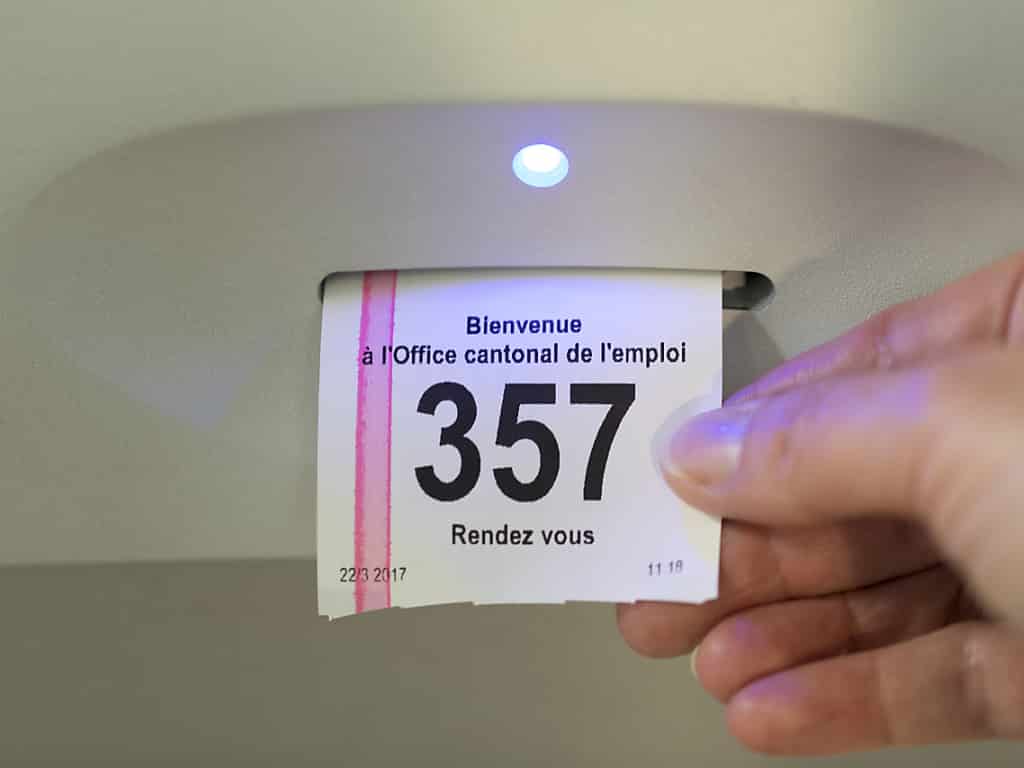 Bienvenue
à l'Office cantonal de l'emploi
357
Rendez vous
22/3 2017 11 18